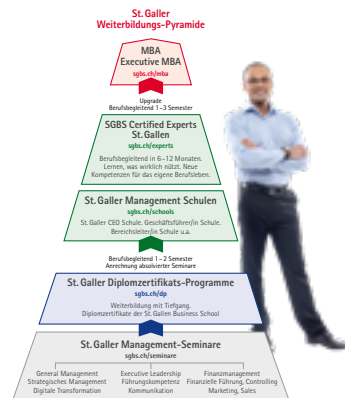 St. Galler
Weiterbildungs-Pyramide
MBA
Executive MBA
sgbs.ch/mba
Upgrade
Berufsbegleitend 1–3 Semester
SGBS Certified Experts
St. Gallen
sgbs.ch/experts
Berufsbegleitend in 6–12 Monaten.
Lernen, was wirklich nützt. Neue
Kompetenzen für das eigene Berufsleben.
St. Galler Management Schulen
sgbs.ch/schools
St. Galler CEO Schule. Geschäftsführer/in Schule.
Bereichsleiter/in Schule u.a.
Berufsbegleitend 1–2 Semester
Anrechnung absolvierter Seminare
St. Galler Diplomzertifikats-Programme
sgbs.ch/dp
Weiterbildung mit Tiefgang.
Diplomzertifikate der St. Gallen Business School
St. Galler Management-Seminare
sgbs.ch/seminare
General Management
Strategisches Management
Digitale Transformation
Executive Leadership
Führungskompetenz
Kommunikation
Finanzmanagement
Finanzielle Führung, Controlling
Marketing, Sales